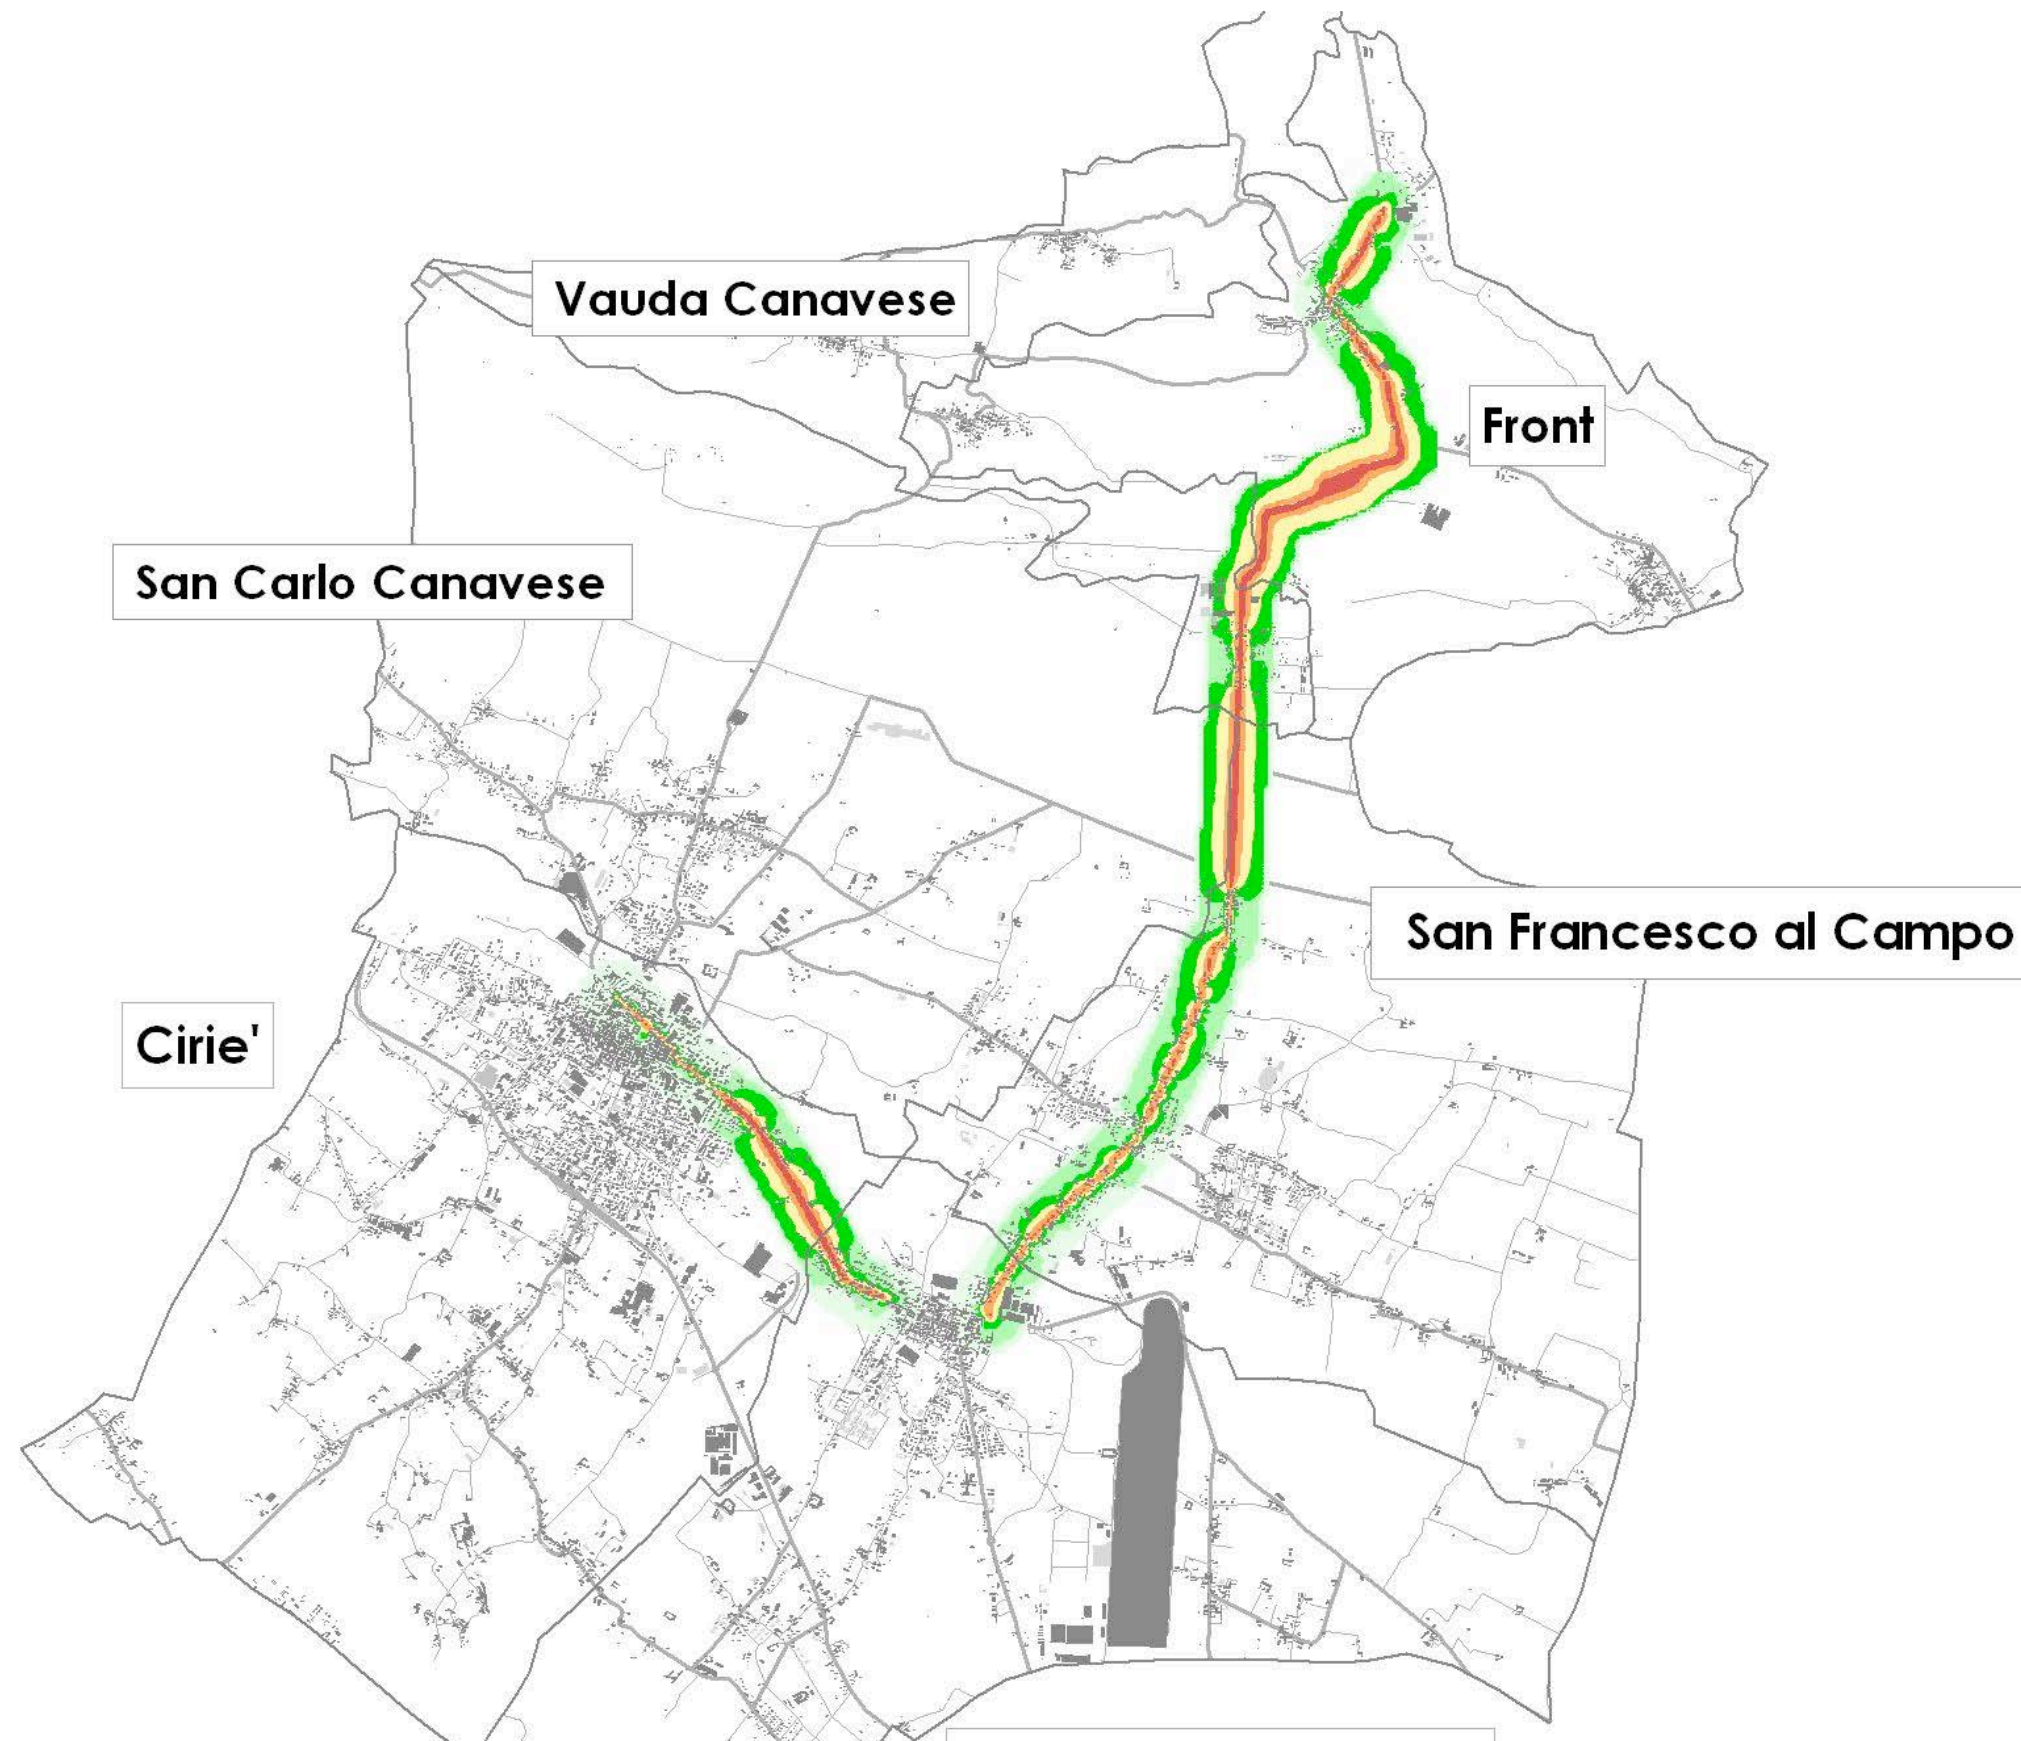 Vauda Canavese
Front
San Carlo Canavese
San Francesco al Campo
Cirie'